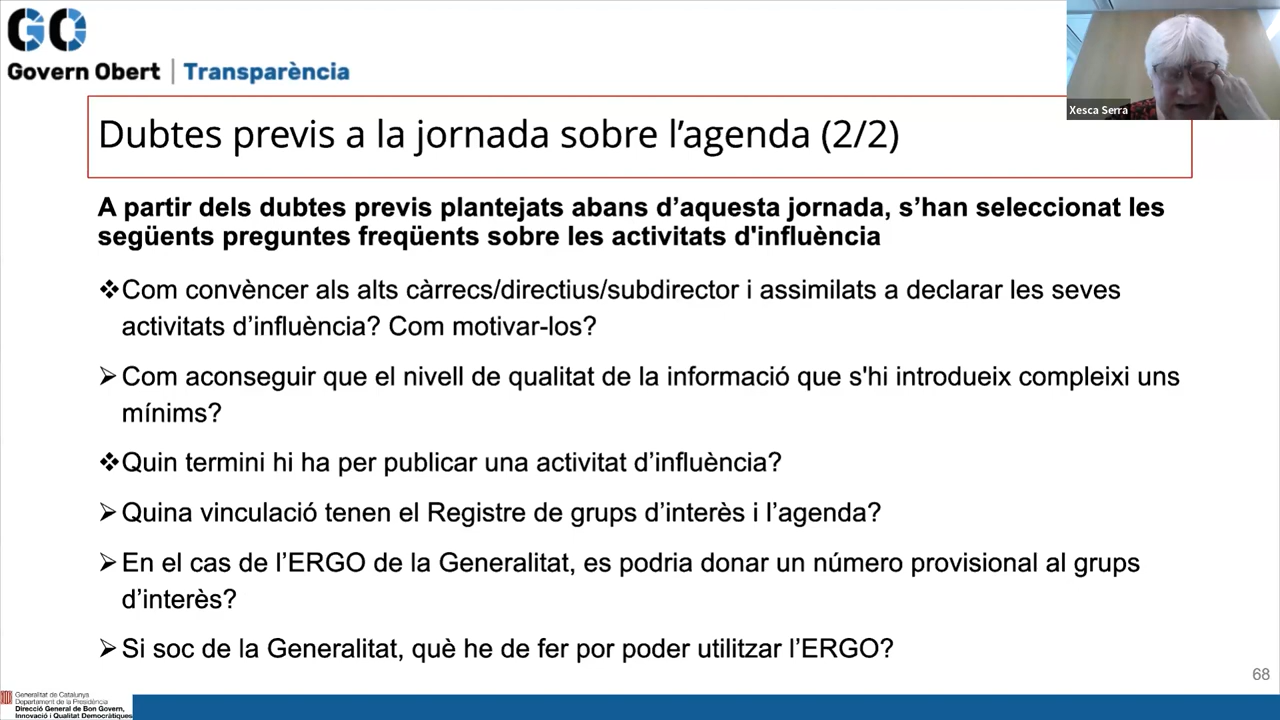 GO
Govern Obert | Transparència
Xesca Serra
Dubtes previs a la jornada sobre l’agenda (2/2)
A partir dels dubtes previs plantejats abans d’aquesta jornada, s’han seleccionat les
següents preguntes freqüents sobre les activitats d'influència
❖Com convèncer als alts càrrecs/directius/subdirector i assimilats a declarar les seves
activitats d’influència? Com motivar-los?
➢Com aconseguir que el nivell de qualitat de la informació que s'hi introdueix compleixi uns
mínims?
❖Quin termini hi ha per publicar una activitat d’influència?
➢Quina vinculació tenen el Registre de grups d’interès i l’agenda?
➢En el cas de l’ERGO de la Generalitat, es podria donar un número provisional al grups
d’interès?
➢Si soc de la Generalitat, què he de fer por poder utilitzar l’ERGO?
68
Generalitat de Catalunya
Departament de la Presidència
Direcció General de Bon Govern,
Innovació i Qualitat Democràtiques